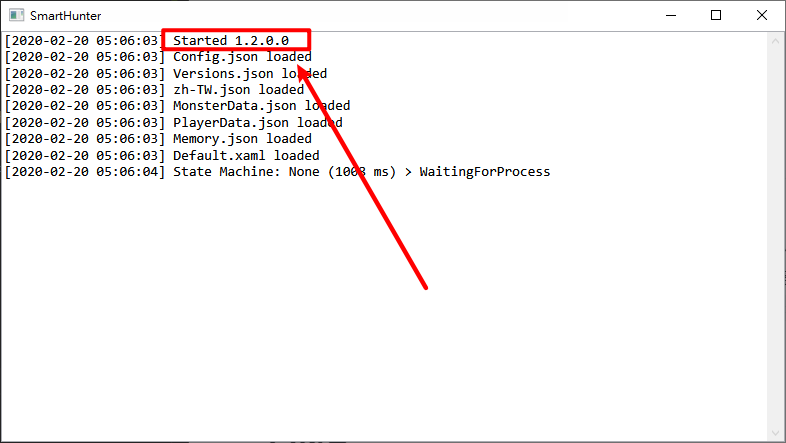 SmartHunter
[2020-02-20 05:06:03] Started 1.2.0.0
[2020-02-20 05:06:03] Config.json loaded
[2020-02-20 05:06:03] Versions.json loaded
[2020-02-20 05:06:03] zh-TW.json loaded
[2020-02-20 05:06:03] MonsterData.json loaded
[2020-02-20 05:06:03] PlayerData.json loaded
[2020-02-20 05:06:03] Memory.json loaded
[2020-02-20 05:06:03] Default.xaml loaded
[2020-02-20 05:06:04] State Machine: None (1003 ms) > WaitingForProcess